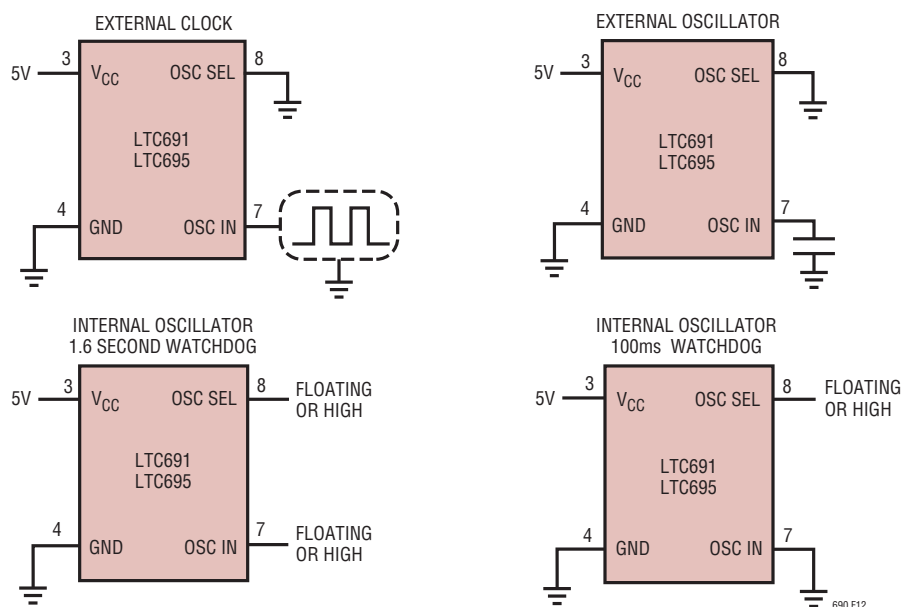 EXTERNAL CLOCK
5V
3
VCC
OSC SEL
8
LTC691
LTC695
4
GND
OSC IN
7
EXTERNAL OSCILLATOR
5V
3
VCC
OSC SEL
8
LTC691
LTC695
4
GND
OSC IN
7
INTERNAL OSCILLATOR
1.6 SECOND WATCHDOG
5V
3
VCC
OSC SEL
8
FLOATING
OR HIGH
LTC691
LTC695
4
GND
OSC IN
7
FLOATING
OR HIGH
INTERNAL OSCILLATOR
100ms WATCHDOG
5V
3
VCC
OSC SEL
8
FLOATING
OR HIGH
LTC691
LTC695
4
GND
OSC IN
7
690 F12